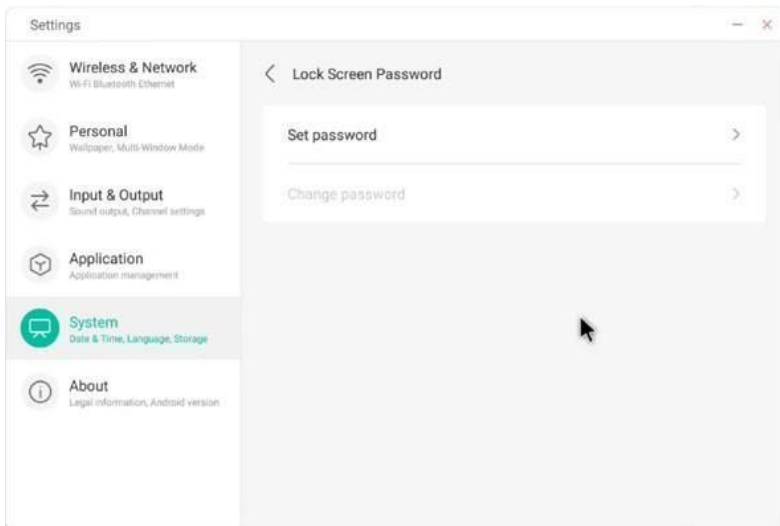 Settings
Wireless & Network
Wi-Fi Bluetooth Ethernet
Personal
Wallpaper, Multi-Window Mode
Input & Output
Sound output, Channel settings
Application
Application management
System
Date & Time, Language, Storage
About
Legal information, Android version
Lock Screen Password
Set password
Change password